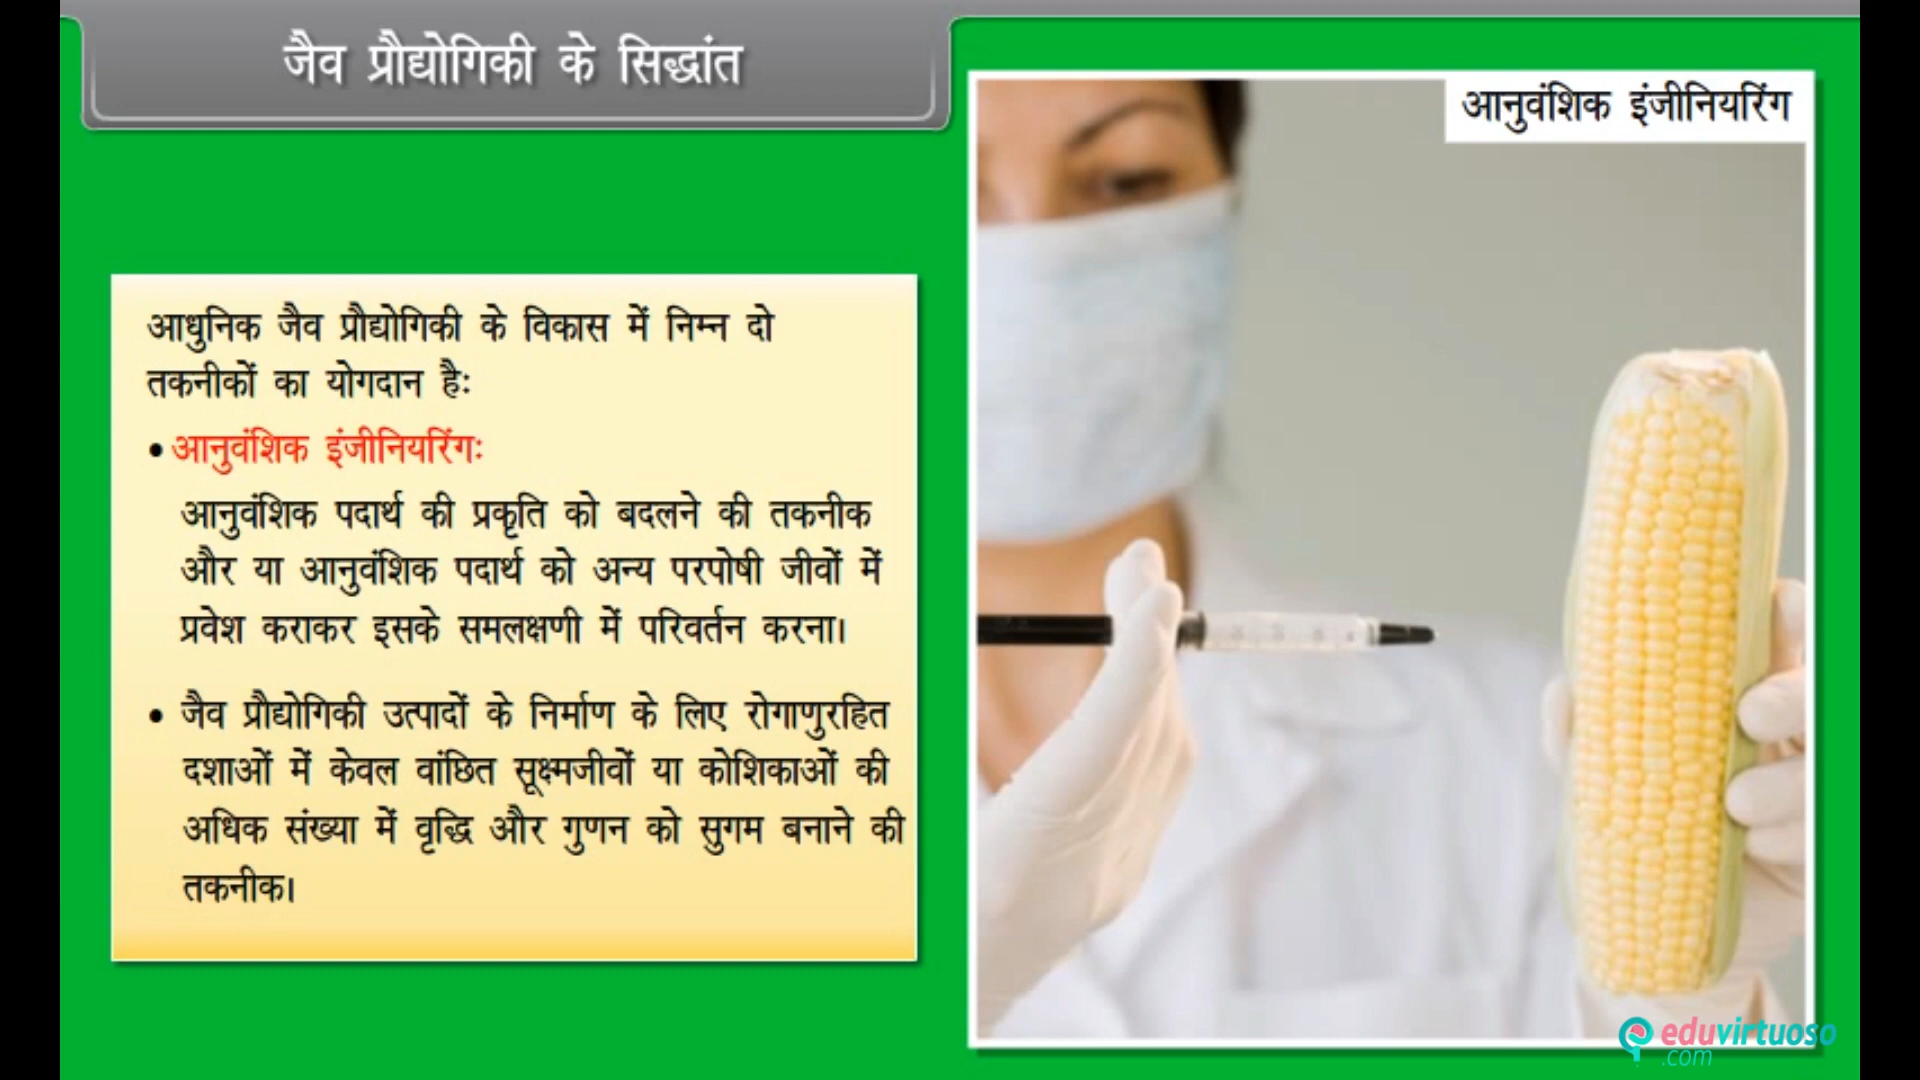 जैव प्रौद्योगिकी के सिद्धांत
आनुवंशिक इंजीनियरिंग
आधुनिक जैव प्रौद्योगिकी के विकास में निम्न दो
तकनीकों का योगदान हैः
• आनुवंशिक इंजीनियरिंगः
आनुवंशिक पदार्थ की प्रकृति को बदलने की तकनीक
और या आनुवंशिक पदार्थ को अन्य परपोषी जीवों में
प्रवेश कराकर इसके समलक्षणी में परिवर्तन करना।
• जैव प्रौद्योगिकी उत्पादों के निर्माण के लिए रोगाणुरहित
दशाओं में केवल वांछित सूक्ष्मजीवों या कोशिकाओं की
अधिक संख्या में वृद्धि और गुणन को सुगम बनाने की
तकनीक।
eduvirtuoso
.com